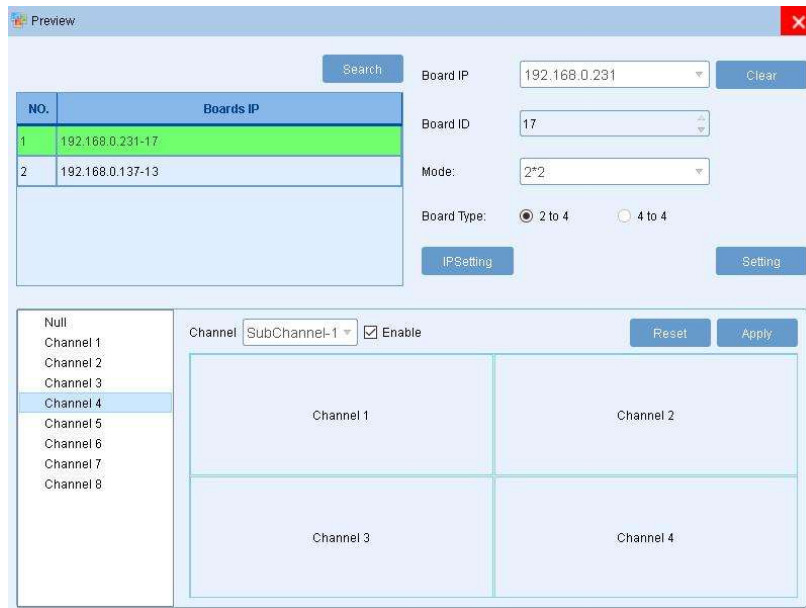 Preview
Search
NO. Boards IP
1 192.168.0.231-17
2 192.168.0.137-13
Board IP 192.168.0.231 Clear
Board ID 17
Mode: 2*2
Board Type: 2 to 4 4 to 4
IPSetting Setting
Null
Channel 1
Channel 2
Channel 3
Channel 4
Channel 5
Channel 6
Channel 7
Channel 8
Channel SubChannel-1 Enable Reset Apply
Channel 1 Channel 2
Channel 3 Channel 4